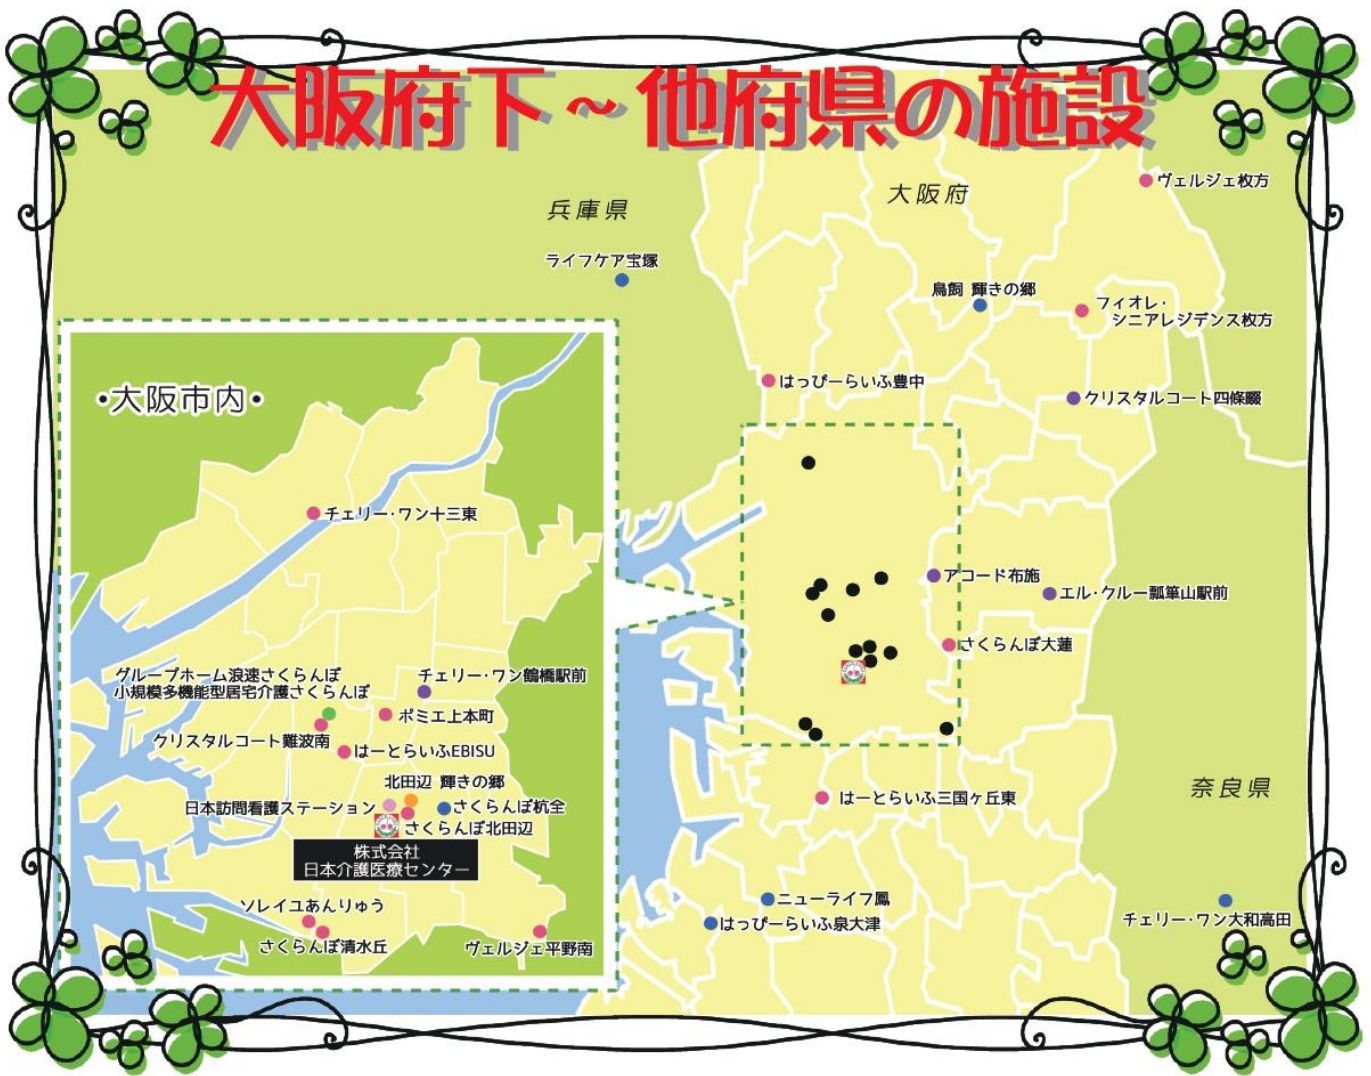 大阪府下～他府県の施設
兵庫県
大阪府
ヴェルジェ枚方
ライフケア宝塚
鳥飼 輝きの郷
フィオレ・
シニアレジデンス枚方
はっぴーらいふ豊中
クリスタルコート四條畷
・大阪市内・
チェリー・ワン十三東
アコード布施
エル・クルー瓢箪山駅前
さくらんぼ大蓮
グループホーム浪速さくらんぼ
小規模多機能型居宅介護さくらんぼ
チェリー・ワン鶴橋駅前
ポミエ上本町
クリスタルコート難波南
はーとらいふEBISU
北田辺 輝きの郷
日本訪問看護ステーション
さくらんぼ杭全
さくらんぼ北田辺
株式会社
日本介護医療センター
はーとらいふ三国ヶ丘東
奈良県
ソレイユあんりゅう
さくらんぼ清水丘
ヴェルジェ平野南
ニューライフ鳳
はっぴーらいふ泉大津
チェリー・ワン大和高田